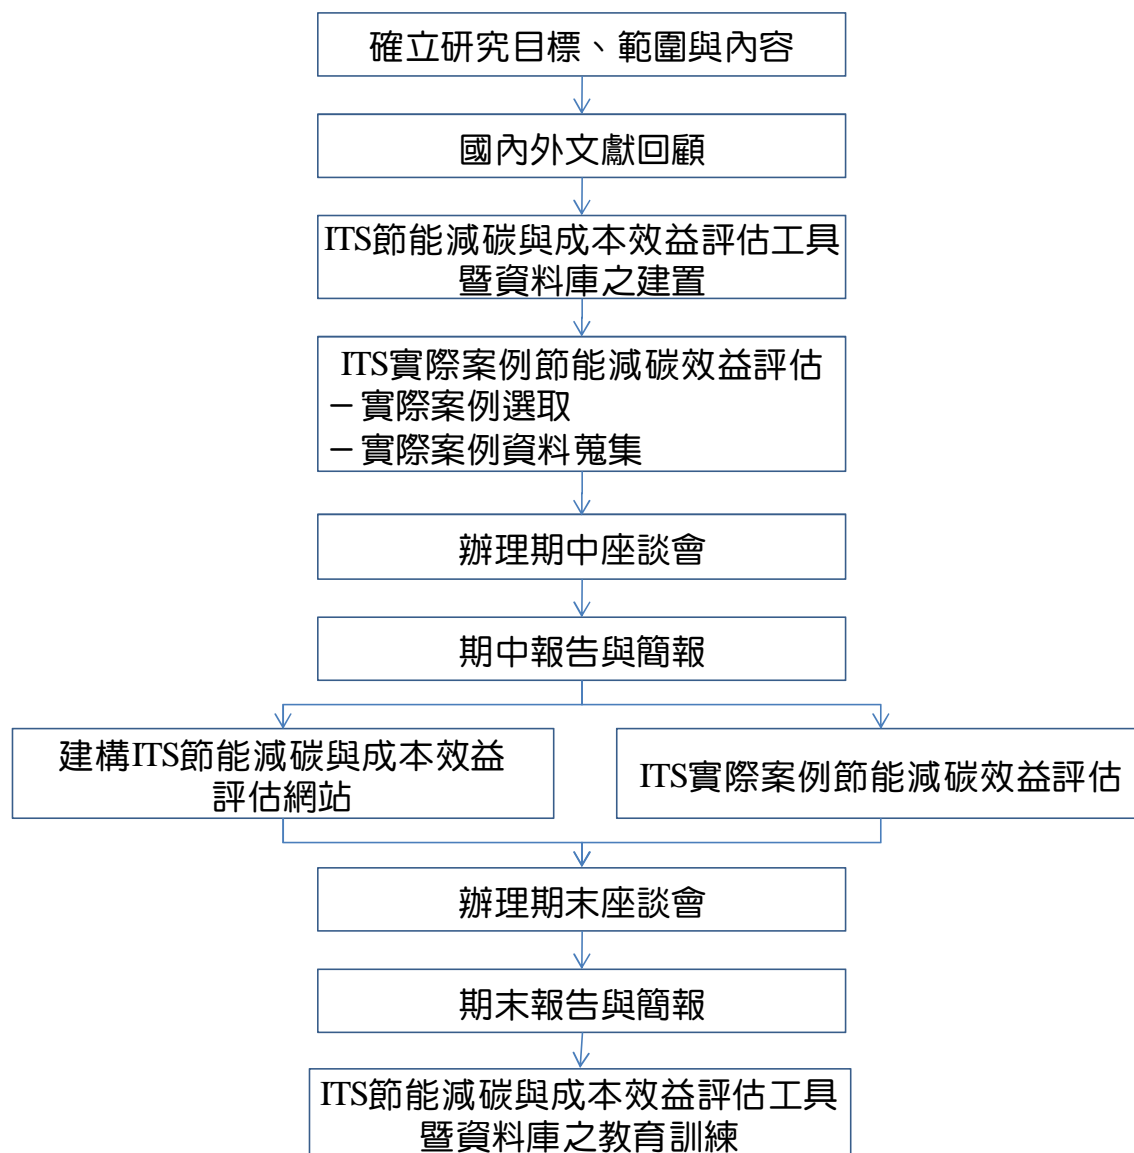 確立研究目標、範圍與內容
國內外文獻回顧
ITS節能減碳與成本效益評估工具
暨資料庫之建置
ITS實際案例節能減碳效益評估
－實際案例選取
－實際案例資料蒐集
辦理期中座談會
期中報告與簡報
建構ITS節能減碳與成本效益
評估網站
ITS實際案例節能減碳效益評估
辦理期末座談會
期末報告與簡報
ITS節能減碳與成本效益評估工具
暨資料庫之教育訓練